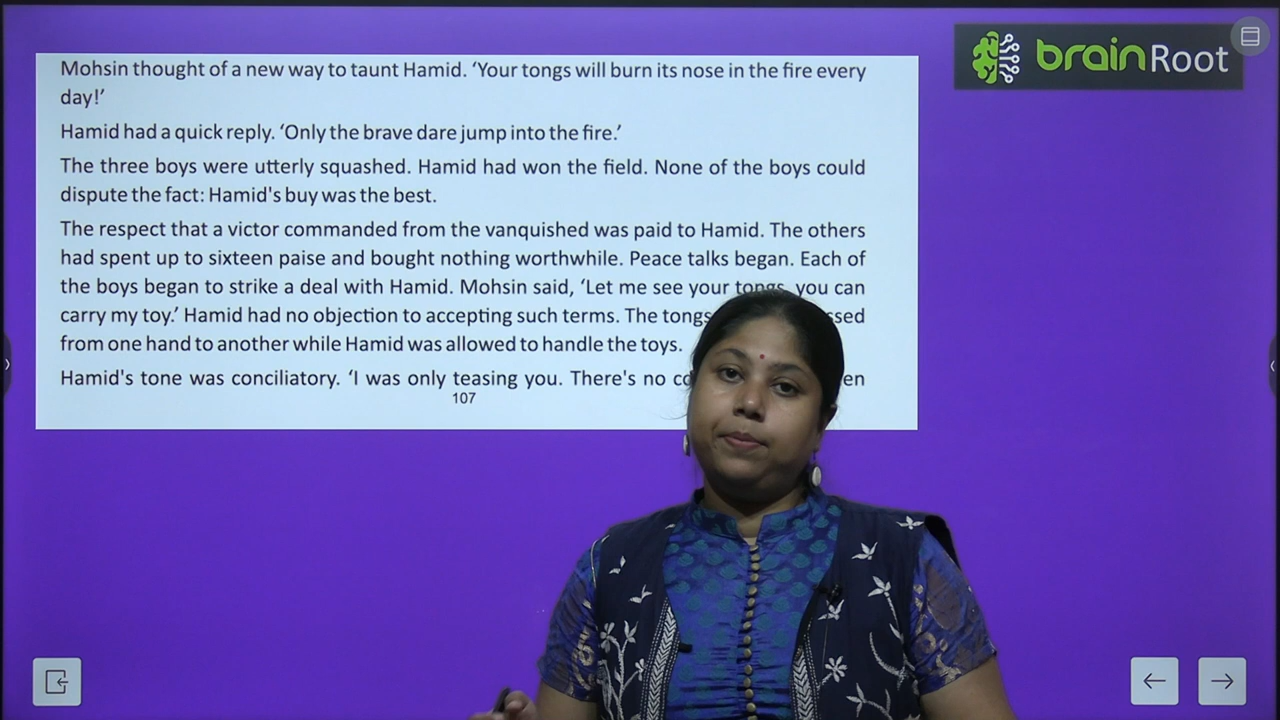 Mohsin thought of a new way to taunt Hamid. ‘Your tongs will burn its nose in the fire every
day!’
Hamid had a quick reply. ‘Only the brave dare jump into the fire.’
The three boys were utterly squashed. Hamid had won the field. None of the boys could
dispute the fact: Hamid's buy was the best.
The respect that a victor commanded from the vanquished was paid to Hamid. The others
had spent up to sixteen paise and bought nothing worthwhile. Peace talks began. Each of
the boys began to strike a deal with Hamid. Mohsin said, ‘Let me see your tongs, you can
carry my toy.’ Hamid had no objection to accepting such terms. The tongs
from one hand to another while Hamid was allowed to handle the toys.
Hamid's tone was conciliatory. ‘I was only teasing you. There's no
107
brainRoot